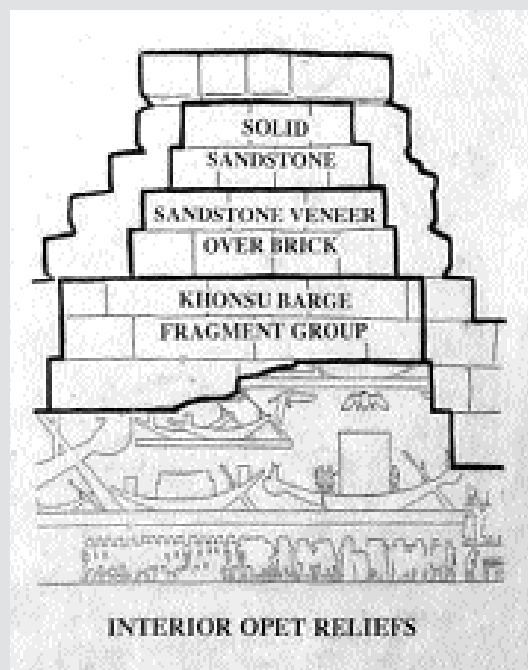 SOLID
SANDSTONE
SANDSTONE VENEER
OVER BRICK
KHONSU BARGE
FRAGMENT GROUP
INTERIOR OPET RELIEFS